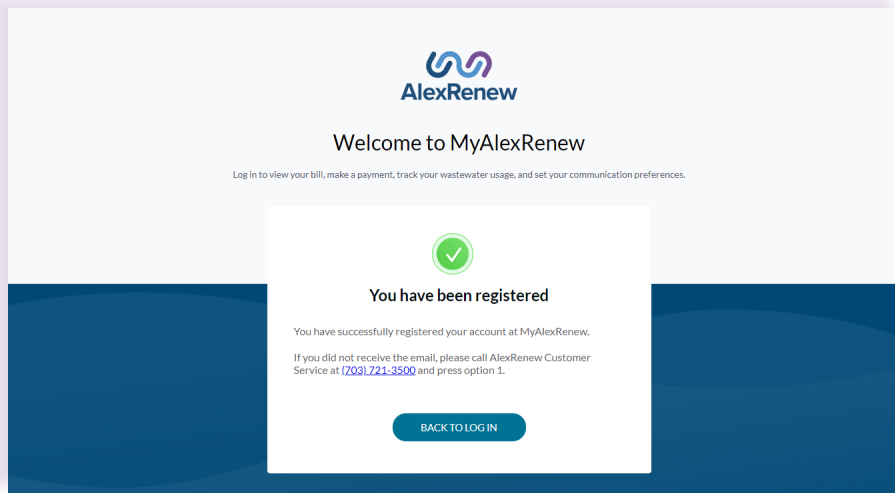 AlexRenew
Welcome to MyAlexRenew
Log in to view your bill, make a payment, track your wastewater usage, and set your communication preferences.
You have been registered
You have successfully registered your account at MyAlexRenew.
If you did not receive the email, please call AlexRenew Customer
Service at (703) 721-3500 and press option 1.
BACK TO LOG IN